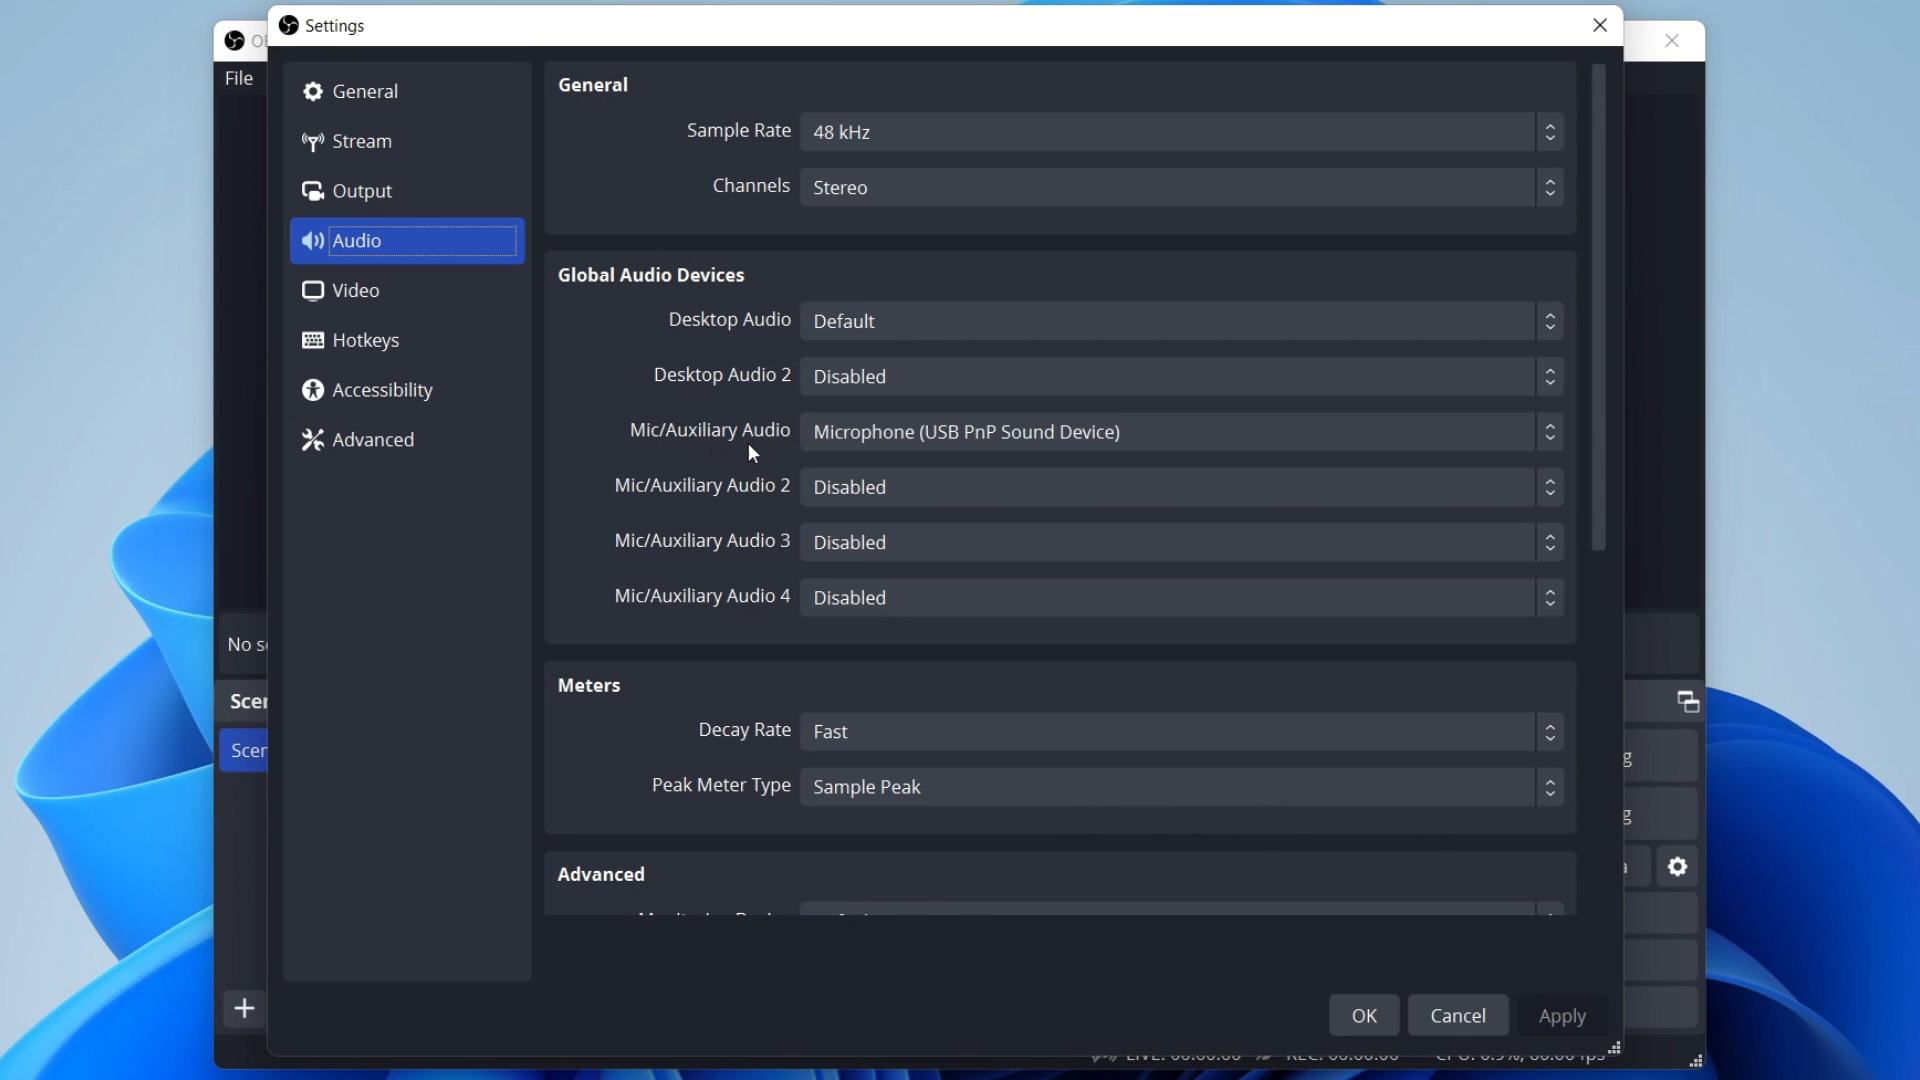 Settings
File
General
Stream
Output
Audio
Video
Hotkeys
Accessibility
Advanced
General
Sample Rate 48 kHz
Channels Stereo
Global Audio Devices
Desktop Audio Default
Desktop Audio 2 Disabled
Mic/Auxiliary Audio Microphone (USB PnP Sound Device)
Mic/Auxiliary Audio 2 Disabled
Mic/Auxiliary Audio 3 Disabled
Mic/Auxiliary Audio 4 Disabled
Meters
Decay Rate Fast
Peak Meter Type Sample Peak
Advanced
No
OK Cancel Apply